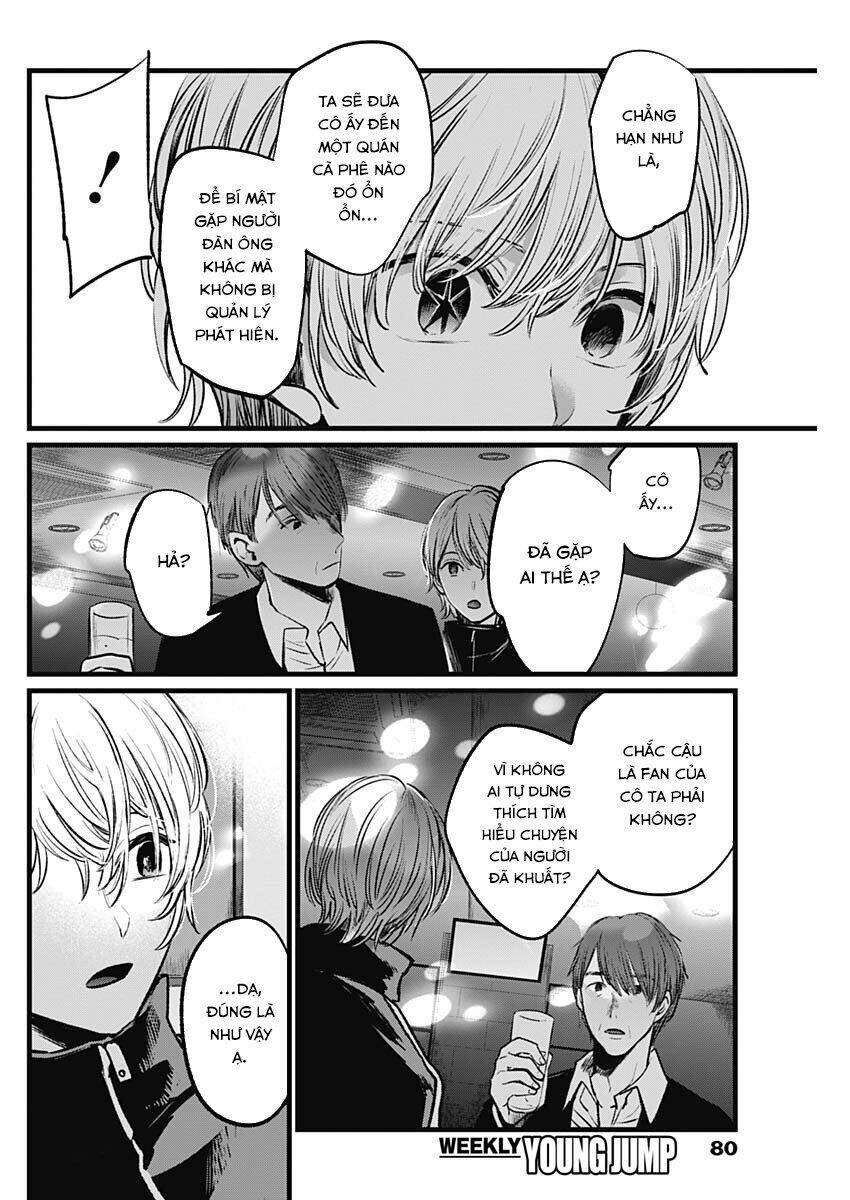 CHẲNG
HẠN NHƯ
LÀ,
TA SẼ ĐƯA
CÔ ẤY ĐẾN
MỘT QUÁN
CÀ PHÊ NÀO
ĐÓ ỔN
ỔN...
ĐỂ BÍ MẬT
GẶP NGƯỜI
ĐÀN ÔNG
KHÁC MÀ
KHÔNG BỊ
QUẢN LÝ
PHÁT HIỆN.
!
CÔ
ẤY...
ĐÃ GẶP
AI THẾ Ạ?
HẢ?
CHẮC CẬU
LÀ FAN CỦA
CÔ TA PHẢI
KHÔNG?
VÌ KHÔNG
AI TỰ DƯNG
THÍCH TÌM
HIỂU CHUYỆN
CỦA NGƯỜI
ĐÃ KHUẤT?
...DẠ,
ĐÚNG LÀ
NHƯ VẬY
Ạ.
WEEKLY YOUNG JUMP 80